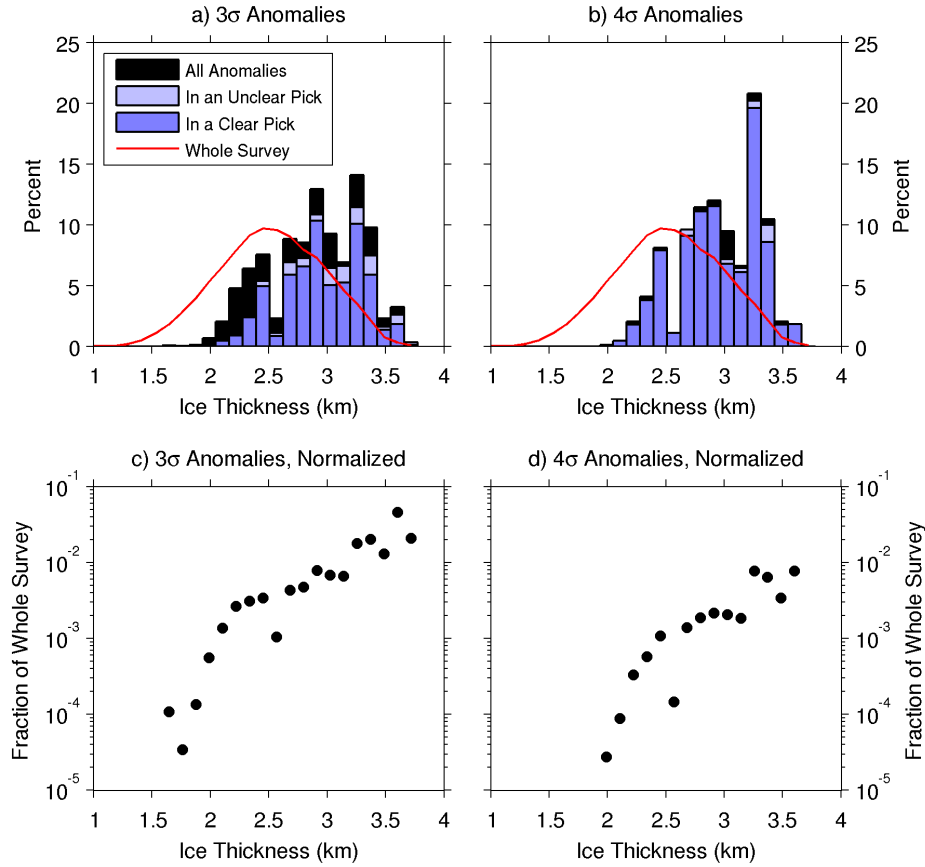 a) 3σ Anomalies
b) 4σ Anomalies
25
20
15
10
5
0
Percent
All Anomalies
In an Unclear Pick
In a Clear Pick
Whole Survey
25
20
15
10
5
0
Percent
1 1.5 2 2.5 3 3.5 4
1 1.5 2 2.5 3 3.5 4
Ice Thickness (km)
Ice Thickness (km)
c) 3σ Anomalies, Normalized
d) 4σ Anomalies, Normalized
10⁻¹
10⁻²
10⁻³
10⁻⁴
10⁻⁵
Fraction of Whole Survey
10⁻¹
10⁻²
10⁻³
10⁻⁴
10⁻⁵
Fraction of Whole Survey
1 1.5 2 2.5 3 3.5 4
1 1.5 2 2.5 3 3.5 4
Ice Thickness (km)
Ice Thickness (km)